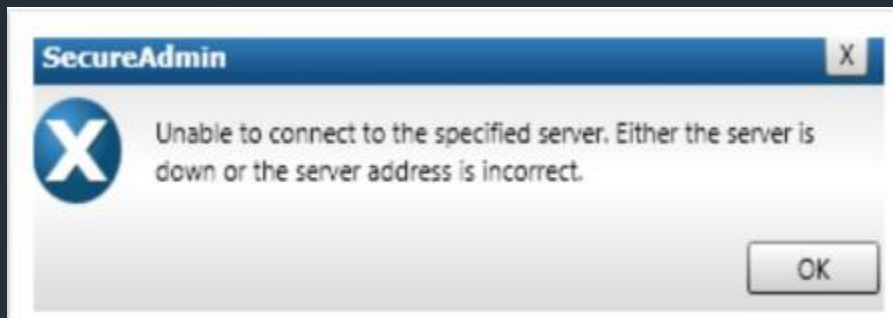 SecureAdmin
X
X
Unable to connect to the specified server. Either the server is
down or the server address is incorrect.
OK